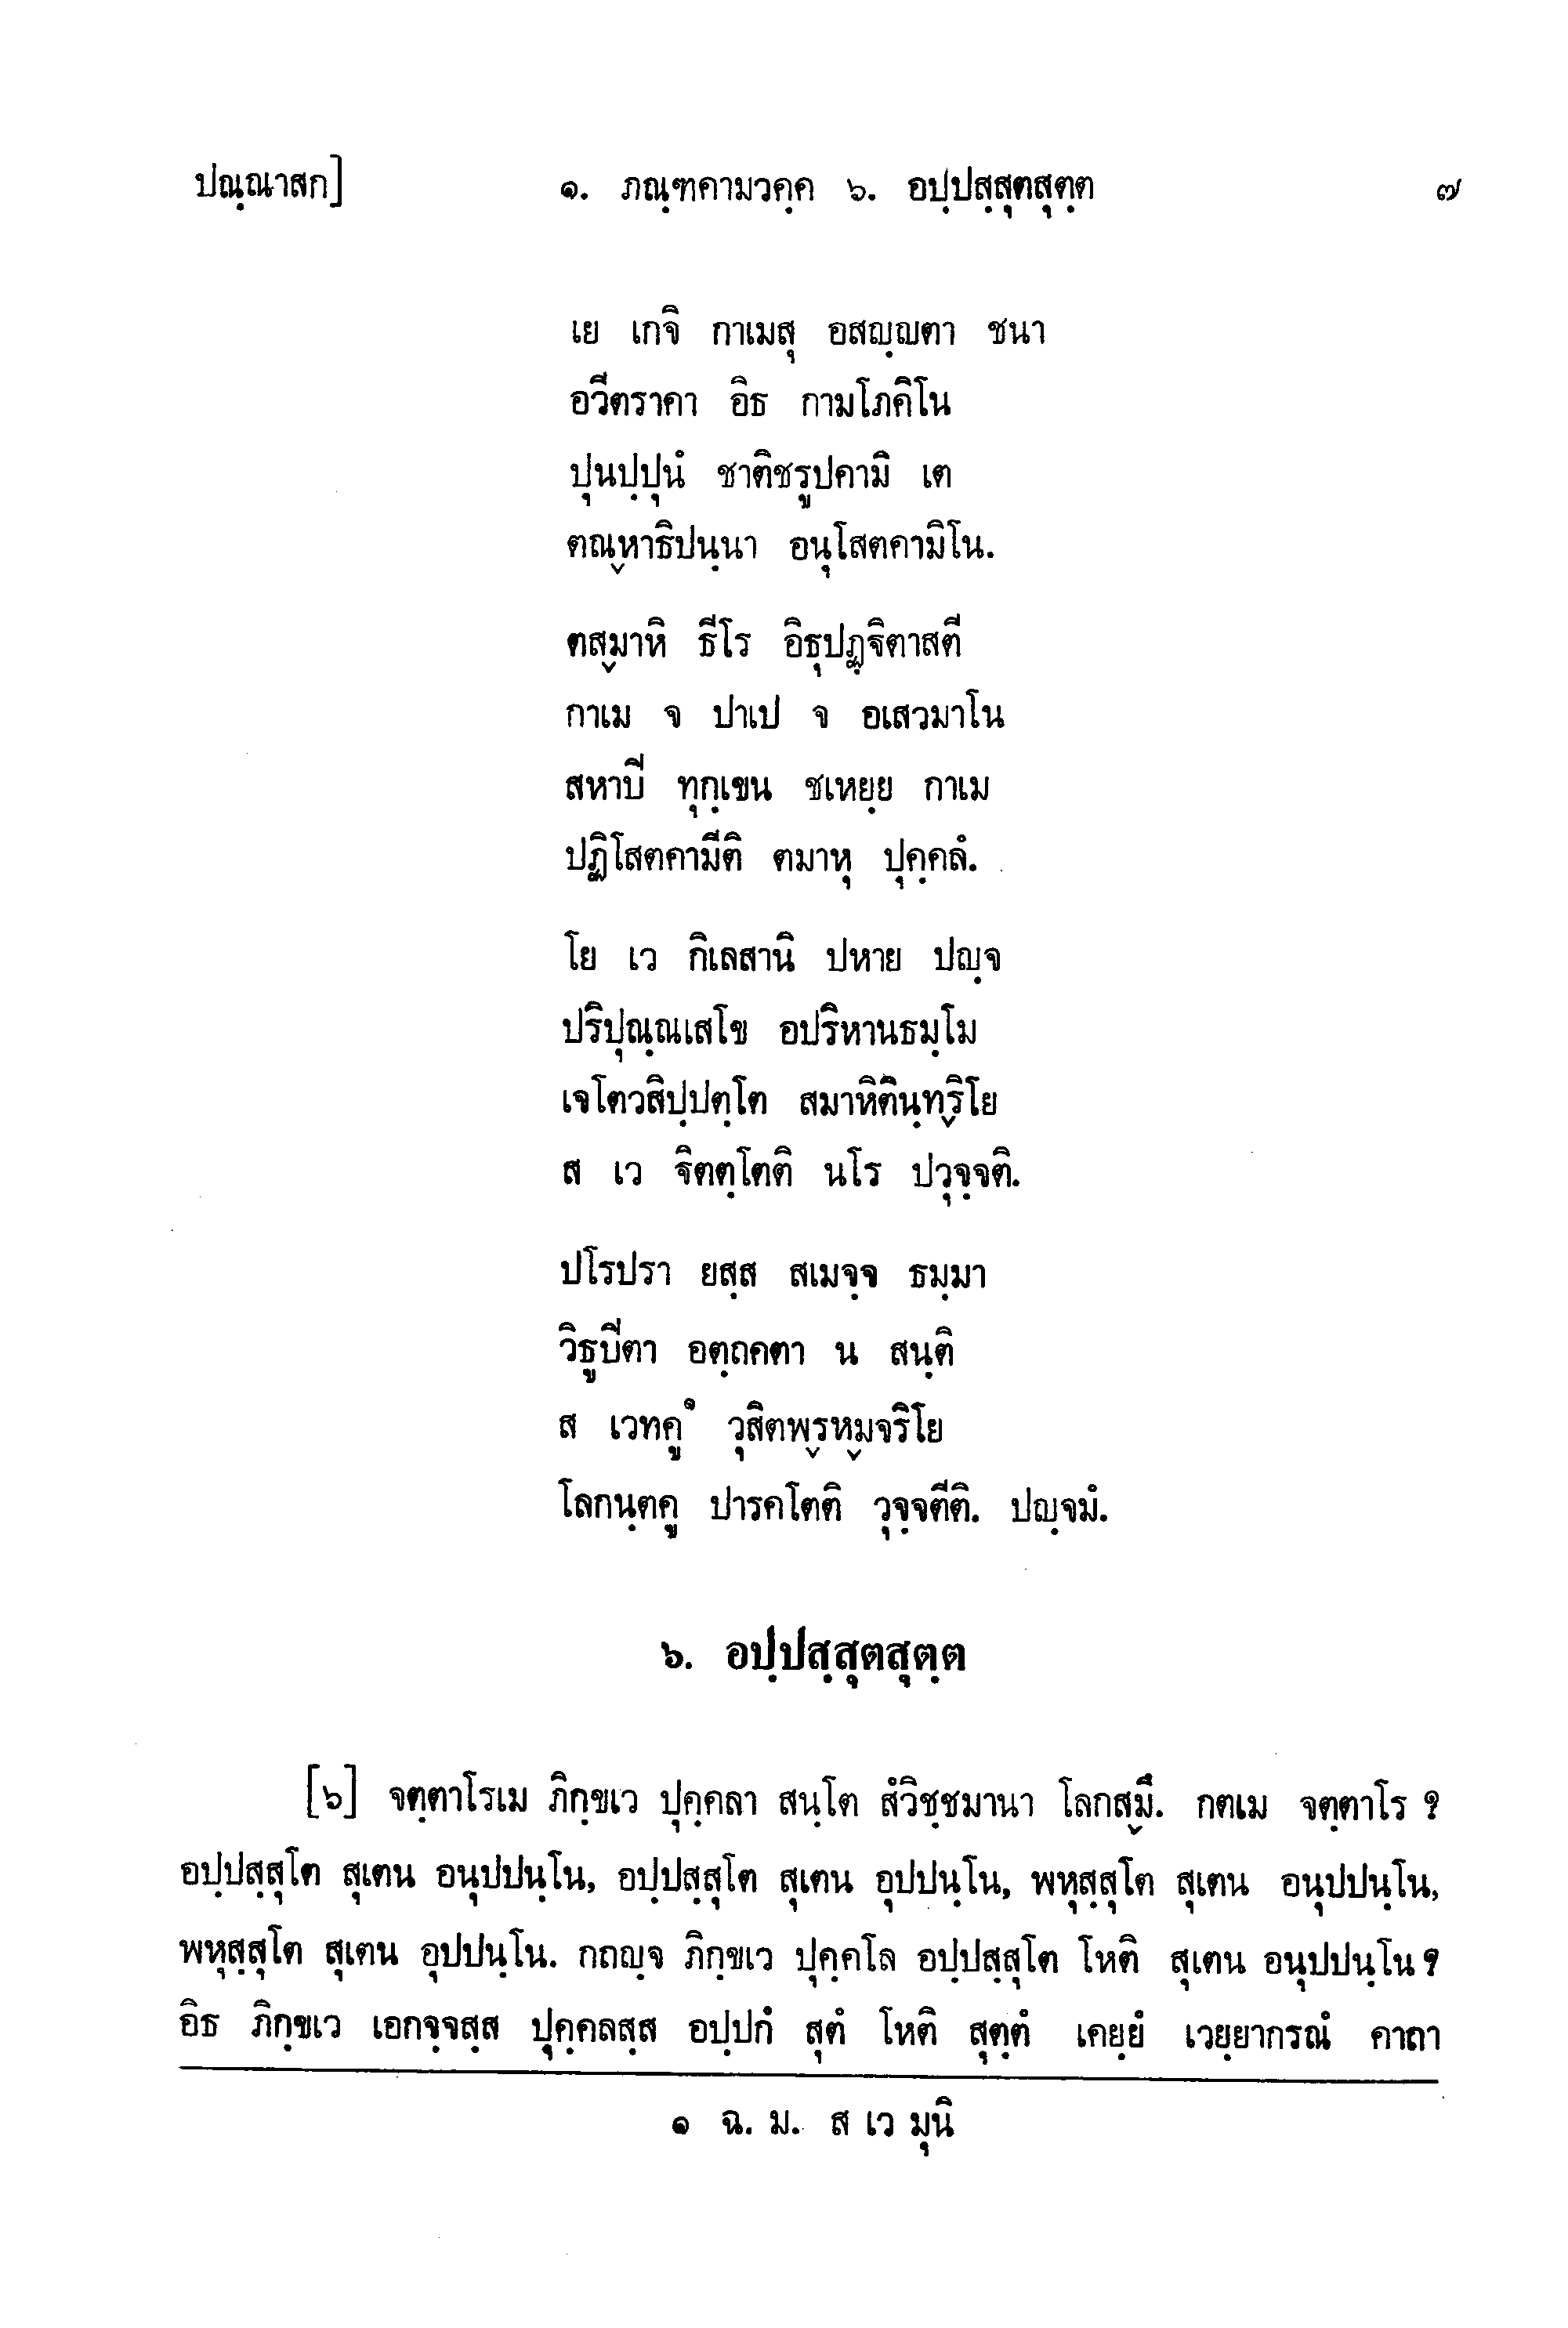 ปณฺณาสก] ๑. ภณฺฑคามวคฺค ๖. อปฺปสฺสุตสุตฺต ๗
เย เกจิ กาเมสุ อสญฺญตา ชนา
อวีตราคา อิธ กามโภคิโน
ปุนปฺปุนํ ชาติชรูปคามิ เต
ตณฺหาธิปนฺนา อนุโสตคามิโน.
ตสฺมาหิ ธีโร อิธุปฏฺฐิตาสตี
กาเม จ ปาเป จ อเสวมาโน
สหาปี ทุกฺเขน ชเหยฺย กาเม
ปฏิโสตคามีติ ตมาหุ ปุคฺคลํ.
โย เว กิเลสานิ ปหาย ปญฺจ
ปริปุณฺณเสโข อปริหานธมฺโม
เจโตวสิปฺปตฺโต สมาหิตินฺทฺริโย
ส เว ฐิตตฺโตติ นโร ปวุจฺจติ.
ปโรปรา ยสฺส สเมจฺจ ธมฺมา
วิธูปีตา อตฺถคตา น สนฺติ
ส เวทคู ๑ วุสิตพฺรหฺมจริโย
โลกนฺตคู ปารคโตติ วุจฺจตีติ. ปญฺจมํ.
๖. อปฺปสฺสุตสุตฺต
[๖] จตฺตาโรเม ภิกฺขเว ปุคฺคลา สนฺโต สํวิชฺชมานา โลกสฺมึ. กตเม จตฺตาโร ?
อปฺปสฺสุโต สุเตน อนุปปนฺโน, อปฺปสฺสุโต สุเตน อุปปนฺโน, พหุสฺสุโต สุเตน อนุปปนฺโน,
พหุสฺสุโต สุเตน อุปปนฺโน. กถญฺจ ภิกฺขเว ปุคฺคโล อปฺปสฺสุโต โหติ สุเตน อนุปปนฺโน ?
อิธ ภิกฺขเว เอกจฺจสฺส ปุคฺคลสฺส อปฺปกํ สุตํ โหติ สุตฺตํ เคยฺยํ เวยฺยากรณํ คาถา
๑ ฉ. ม. ส เว มุนิ